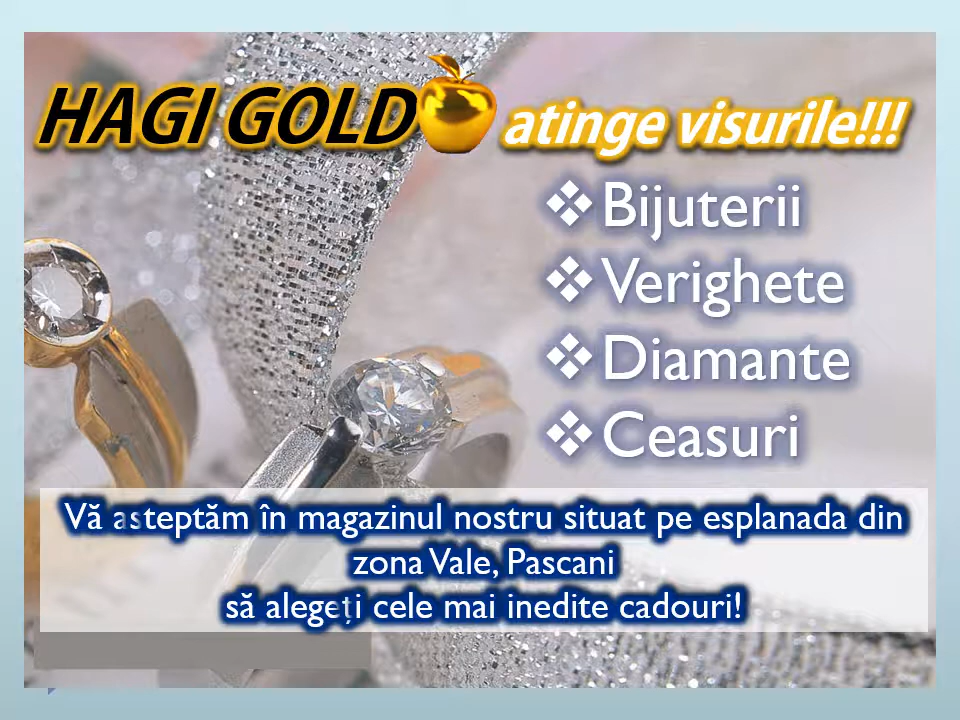 HAGI GOLD atinge visurile!!!
❖Bijuterii
❖Verighete
❖Diamante
❖Ceasuri
Vă asteptăm în magazinul nostru situat pe esplanada din
zona Vale, Pascani
să alegeți cele mai inedite cadouri!